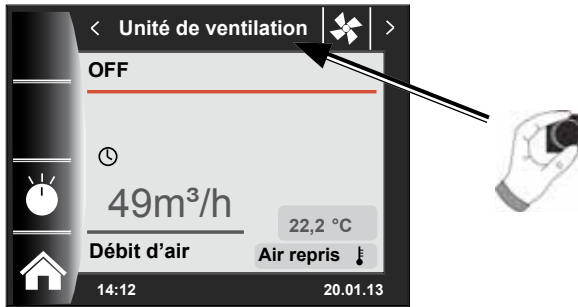 < Unité de ventilation >
OFF
49m³/h
22,2 °C
Débit d'air
Air repris
14:12
20.01.13